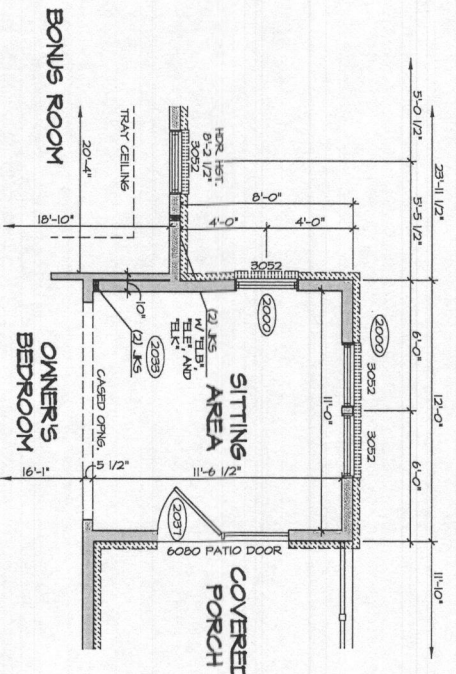 5'-0 1/2"
5'-5 1/2"
23'-11 1/2"
6'-0"
12'-0"
6'-0"
11'-10"
HDR. HGT.
8'-2 1/2"
3052
8'-0"
4'-0"
4'-0"
3052
2000
2000
3052
3052
BONUS ROOM
TRAY CEILING
20'-4"
18'-10"
(2) JKS
W/ "ELB",
"ELE", AND
"ELK"
10"
2033
(2) JKS
SITTING
AREA
11'-0"
11'-6 1/2"
CASED OPNG.
5 1/2"
16'-1"
OWNER'S
BEDROOM
2037
6080 PATIO DOOR
COVERED
PORCH